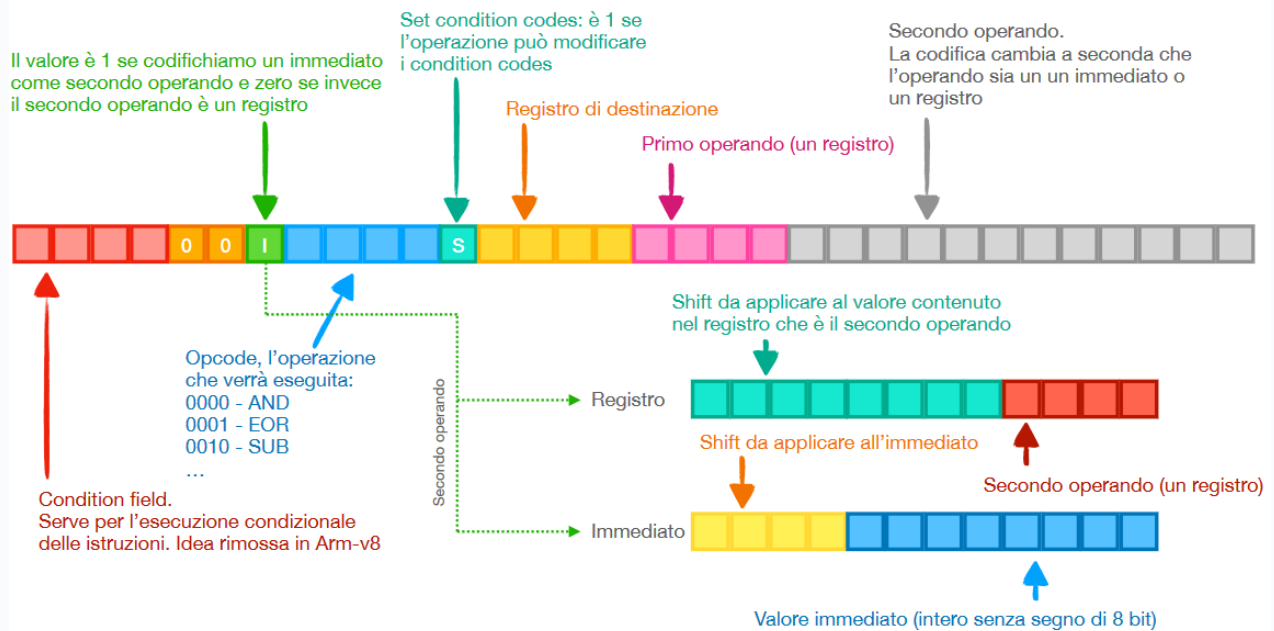 Set condition codes: è 1 se
l'operazione può modificare
i condition codes
Secondo operando.
La codifica cambia a seconda che
l'operando sia un un immediato o
un registro
Il valore è 1 se codifichiamo un immediato
come secondo operando e zero se invece
il secondo operando è un registro
Registro di destinazione
Primo operando (un registro)
0 0 I S
Shift da applicare al valore contenuto
nel registro che è il secondo operando
Opcode, l'operazione
che verrà eseguita:
0000 - AND
0001 - EOR
0010 - SUB
...
Secondo operando
Registro
Shift da applicare all'immediato
Secondo operando (un registro)
Condition field.
Serve per l'esecuzione condizionale
delle istruzioni. Idea rimossa in Arm-v8
Immediato
Valore immediato (intero senza segno di 8 bit)